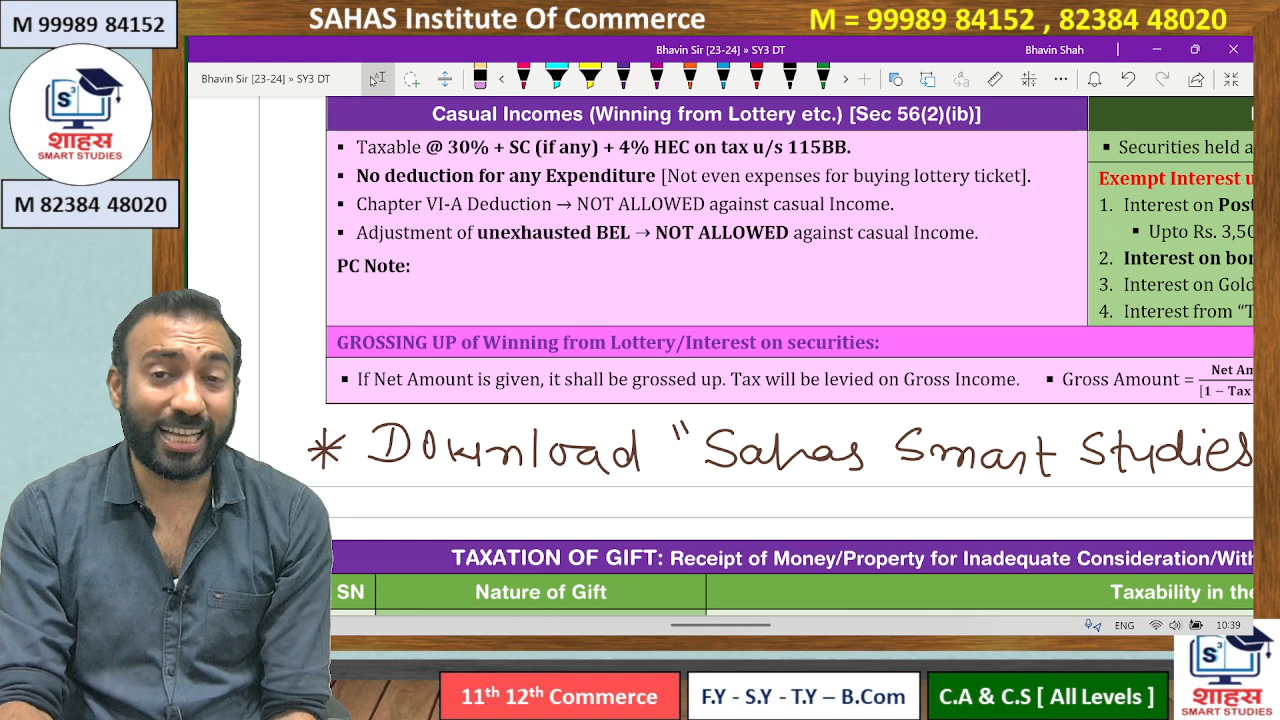 SAHAS Institute Of Commerce
M = 99989 84152 , 82384 48020
M 99989 84152
S³
शाहस
SMART STUDIES
M 82384 48020
Bhavin Sir [23-24] » SY3 DT
Bhavin Shah
Bhavin Sir [23-24] » SY3 DT
Casual Incomes (Winning from Lottery etc.) [Sec 56(2)(ib)]
▪ Taxable @ 30% + SC (if any) + 4% HEC on tax u/s 115BB.
▪ No deduction for any Expenditure [Not even expenses for buying lottery ticket].
▪ Chapter VI-A Deduction → NOT ALLOWED against casual Income.
▪ Adjustment of unexhausted BEL → NOT ALLOWED against casual Income.
PC Note:
▪ Securities held a
Exempt Interest u
1. Interest on Post
▪ Upto Rs. 3,50
2. Interest on bon
3. Interest on Gold
4. Interest from “T
GROSSING UP of Winning from Lottery/Interest on securities:
▪ If Net Amount is given, it shall be grossed up. Tax will be levied on Gross Income.
▪ Gross Amount =
Net Am
[1 − Tax
* Download "Sahas Smart Studies
TAXATION OF GIFT: Receipt of Money/Property for Inadequate Consideration/With
SN
Nature of Gift
Taxability in the
ENG
10:39
11th 12th Commerce
F.Y - S.Y - T.Y – B.Com
C.A & C.S [ All Levels ]
S³
शाहस
SMART STUDIES